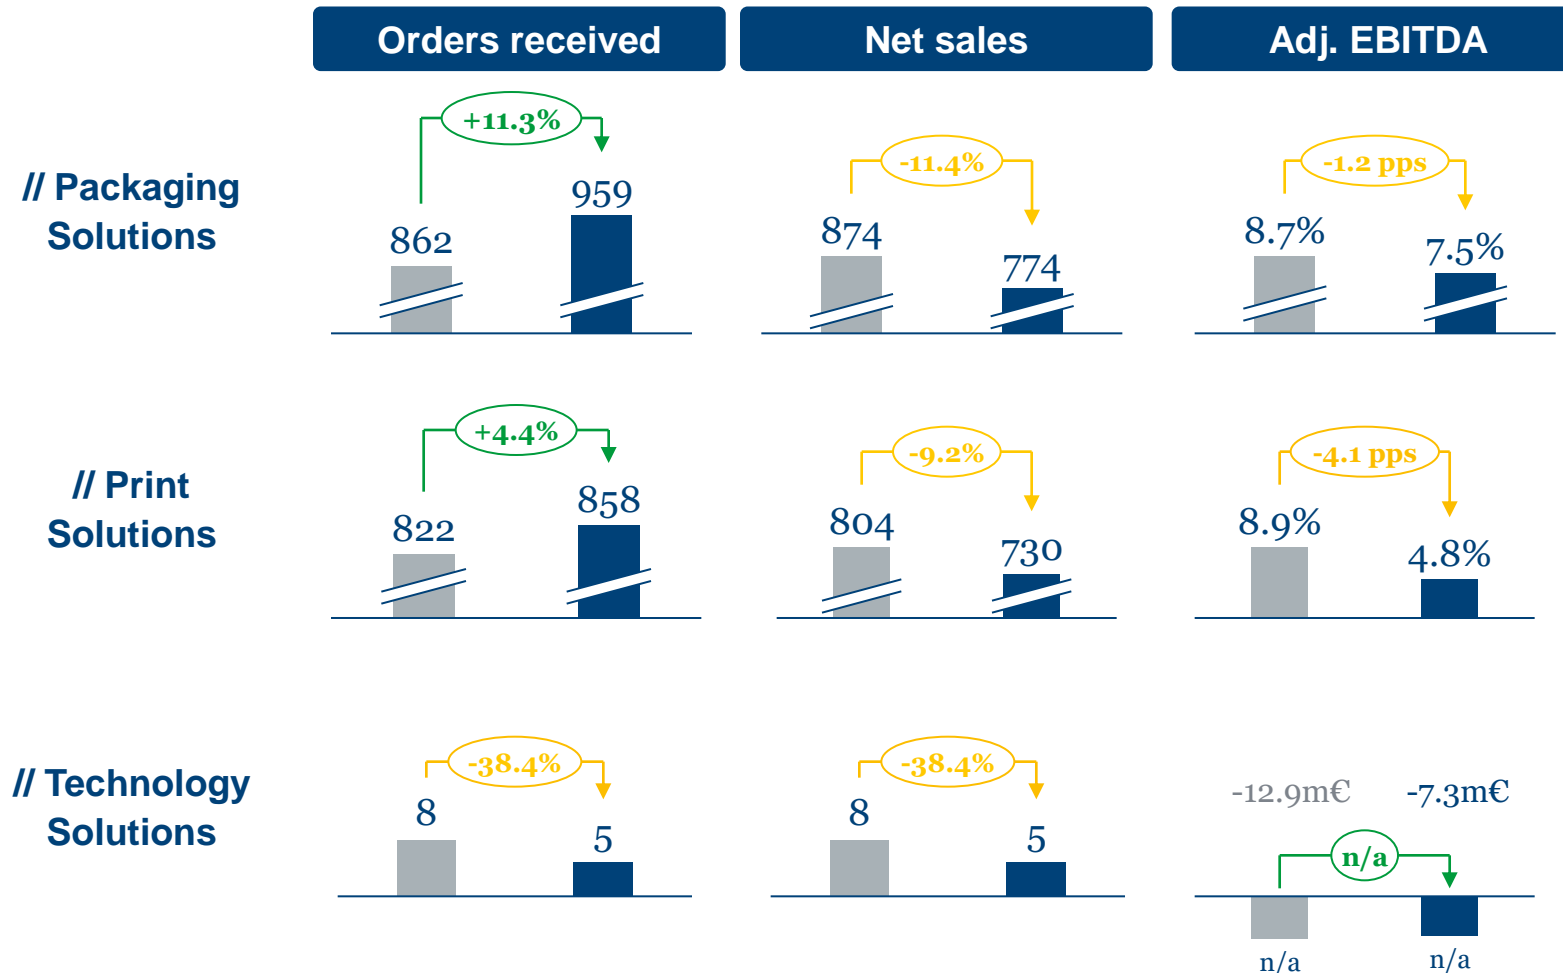 Orders received
Net sales
Adj. EBITDA
// Packaging
Solutions
+11.3%
862
959
-11.4%
874
774
-1.2 pps
8.7%
7.5%
// Print
Solutions
+4.4%
822
858
-9.2%
804
730
-4.1 pps
8.9%
4.8%
// Technology
Solutions
-38.4%
8
5
-38.4%
8
5
-12.9m€
-7.3m€
n/a
n/a
n/a